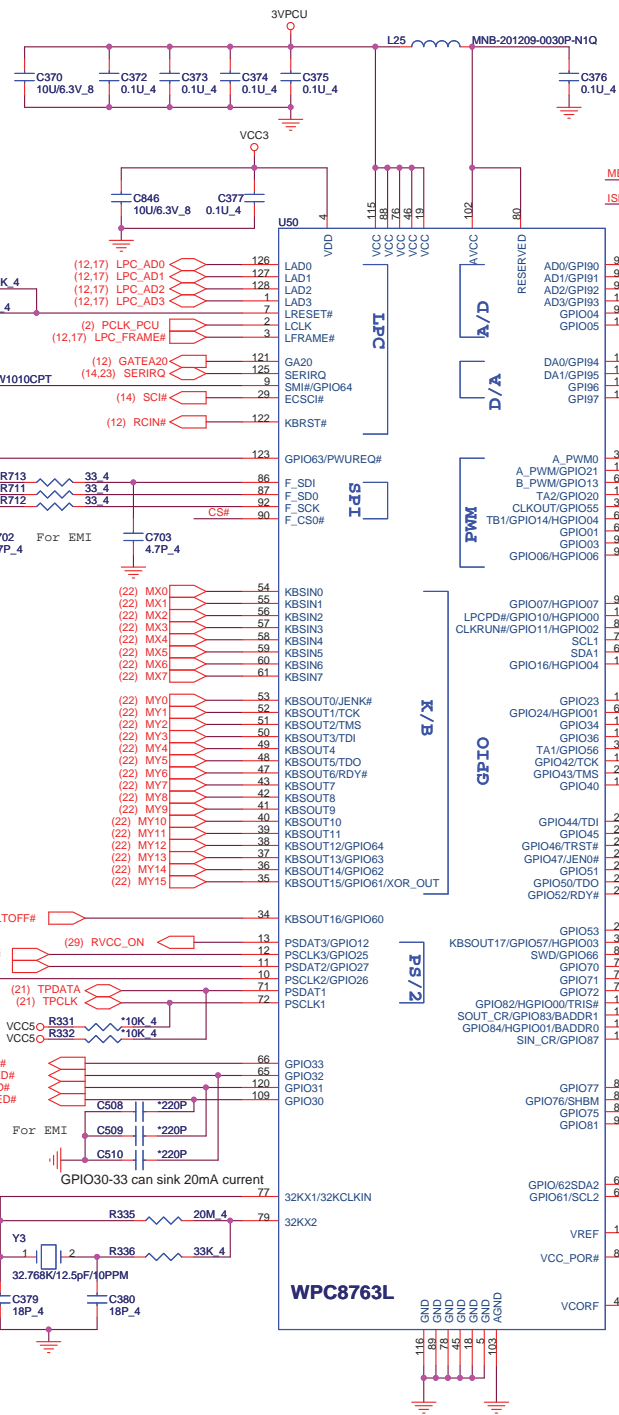 3VPCU
L25
MNB-201209-0030P-N1Q
C370
10U/6.3V_8
C372
0.1U_4
C373
0.1U_4
C374
0.1U_4
C375
0.1U_4
C376
0.1U_4
VCC3
C846
10U/6.3V_8
C377
0.1U_4
U50
4
115
88
76
46
19
102
80
VDD
VCC
VCC
VCC
VCC
VCC
AVCC
RESERVED
(12,17) LPC_AD0
126
LAD0
(12,17) LPC_AD1
127
LAD1
(12,17) LPC_AD2
128
LAD2
(12,17) LPC_AD3
1
LAD3
7
LRESET#
(2) PCLK_PCU
2
LCLK
(12,17) LPC_FRAME#
3
LFRAME#
LPC
(12) GATEA20
121
GA20
(14,23) SERIRQ
125
SERIRQ
W1010CPT
9
SMI#/GPIO64
(14) SCI#
29
ECSCI#
(12) RCIN#
122
KBRST#
A/D
AD0/GPI90
AD1/GPI91
AD2/GPI92
AD3/GPI93
GPIO04
GPIO05
D/A
DA0/GPI94
DA1/GPI95
GPI96
GPI97
123
GPIO63/PWUREQ#
R713
33_4
86
F_SDI
R711
33_4
87
F_SD0
R712
33_4
92
F_SCK
CS#
90
F_CS0#
SPI
For EMI
C703
4.7P_4
PWM
A_PWM0
A_PWM/GPIO21
B_PWM/GPIO13
TA2/GPIO20
CLKOUT/GPIO55
TB1/GPIO14/HGPIO04
GPIO01
GPIO03
GPIO06/HGPIO06
(22) MX0
54
KBSIN0
(22) MX1
55
KBSIN1
(22) MX2
56
KBSIN2
(22) MX3
57
KBSIN3
(22) MX4
58
KBSIN4
(22) MX5
59
KBSIN5
(22) MX6
60
KBSIN6
(22) MX7
61
KBSIN7
GPIO07/HGPIO07
LPCPD#/GPIO10/HGPIO00
CLKRUN#/GPIO11/HGPIO02
SCL1
SDA1
GPIO16/HGPIO04
(22) MY0
53
KBSOUT0/JENK#
(22) MY1
52
KBSOUT1/TCK
(22) MY2
51
KBSOUT2/TMS
(22) MY3
50
KBSOUT3/TDI
(22) MY4
49
KBSOUT4
(22) MY5
48
KBSOUT5/TDO
(22) MY6
47
KBSOUT6/RDY#
(22) MY7
43
KBSOUT7
(22) MY8
42
KBSOUT8
(22) MY9
41
KBSOUT9
(22) MY10
40
KBSOUT10
(22) MY11
39
KBSOUT11
(22) MY12
38
KBSOUT12/GPIO64
(22) MY13
37
KBSOUT13/GPIO63
(22) MY14
36
KBSOUT14/GPIO62
(22) MY15
35
KBSOUT15/GPIO61/XOR_OUT
K/B
GPIO
GPIO23
GPIO24/HGPIO01
GPIO34
GPIO36
TA1/GPIO56
GPIO42/TCK
GPIO43/TMS
GPIO40
GPIO44/TDI
GPIO45
GPIO46/TRST#
GPIO47/JEN0#
GPIO51
GPIO50/TDO
GPIO52/RDY#
LTOFF#
34
KBSOUT16/GPIO60
(29) RVCC_ON
13
PSDAT3/GPIO12
12
PSCLK3/GPIO25
11
PSDAT2/GPIO27
10
PSCLK2/GPIO26
(21) TPDATA
71
PSDAT1
(21) TPCLK
72
PSCLK1
PS/2
VCC5
R331
*10K_4
VCC5
R332
*10K_4
GPIO53
KBSOUT17/GPIO57/HGPIO03
SWD/GPIO66
GPIO70
GPIO71
GPIO72
GPIO82/HGPIO00/TRIS#
SOUT_CR/GPIO83/BADDR1
GPIO84/HGPIO01/BADDR0
SIN_CR/GPIO87
66
GPIO33
65
GPIO32
120
GPIO31
109
GPIO30
C508
*220P
C509
*220P
C510
*220P
For EMI
GPIO30-33 can sink 20mA current
GPIO77
GPIO76/SHBM
GPIO75
GPIO81
77
32KX1/32KCLKIN
79
32KX2
R335
20M_4
R336
33K_4
Y3
1
2
32.768K/12.5pF/10PPM
C379
18P_4
C380
18P_4
GPIO/62SDA2
GPIO61/SCL2
VREF
VCC_POR#
VCORF
WPC8763L
GND
GND
GND
GND
GND
GND
AGND
116
89
78
45
18
5
103